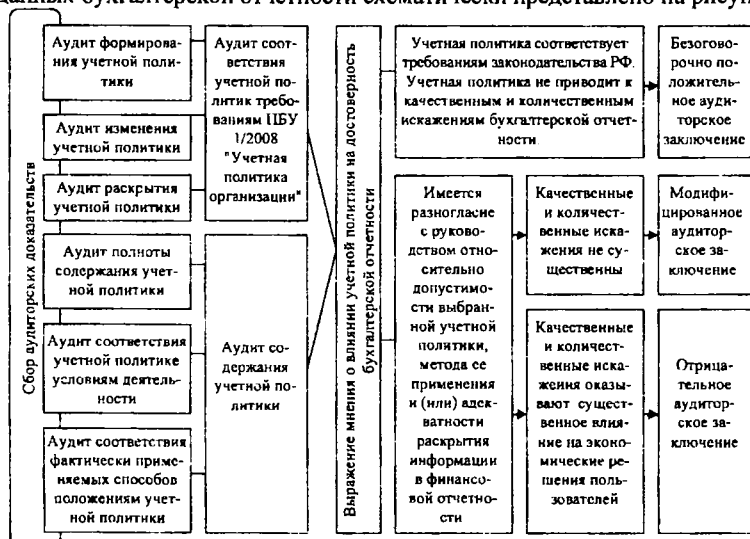 данных бухгалтерской отчетности схематически представлено на рисун
Сбор аудиторских доказательств
Аудит формирова-
ния учетной поли-
тики
Аудит изменения
учетной политики
Аудит раскрытия
учетной политики
Аудит полноты
содержания учет-
ной политики
Аудит соответствия
учетной политике
условиям деятель-
ности
Аудит соответствия
фактически приме-
няемых способов
положениям учет-
ной политики
Аудит соот-
ветствия
учетной по-
литик требо-
ваниям ПБУ
1/2008
"Учетная
политика
организации"
Аудит со-
держания
учетной по-
литики
Выражение мнения о влиянии учетной политики на достоверность
бухгалтерской отчетности
Учетная политика соответствует
требованиям законодательства РФ.
Учетная политика не приводит к
качественным и количественным
искажениям бухгалтерской отчет-
ности
Безогово-
рочно по-
ложитель-
ное ауди-
торское
заключение
Имеется
разногласие
с руково-
дством отно-
сительно
допустимо-
сти выбран-
ной учетной
политики,
метода ее
применения
и (или) адек-
ватности
раскрытия
информации
в финансо-
вой отчетно-
сти
Качественные
и количест-
венные иска-
жения не су-
щественны
Модифи-
цированное
аудитор-
ское за-
ключение
Качественные
и количест-
венные иска-
жения оказы-
вают сущест-
венное влия-
ние на эконо-
мические ре-
шения поль-
зователей
Отрица-
тельное
аудитор-
ское за-
ключение